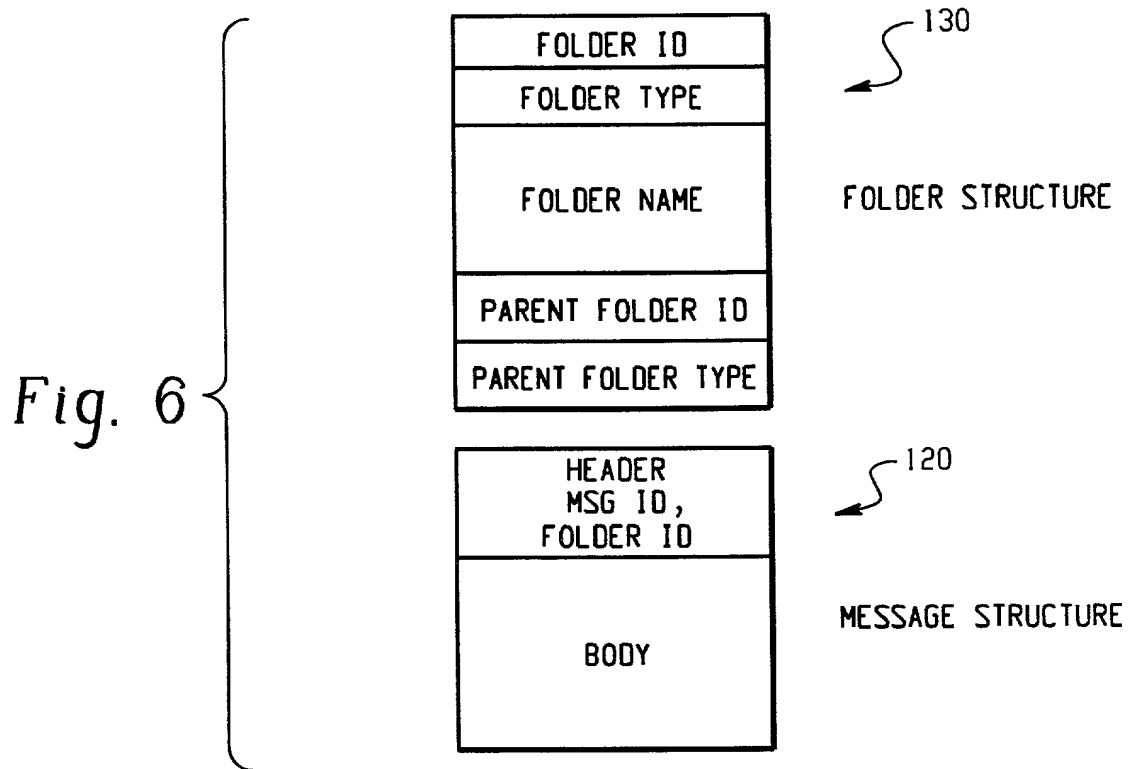 FOLDER ID
130
FOLDER TYPE
FOLDER NAME
FOLDER STRUCTURE
PARENT FOLDER ID
PARENT FOLDER TYPE
Fig. 6
HEADER
MSG ID,
FOLDER ID
120
MESSAGE STRUCTURE
BODY